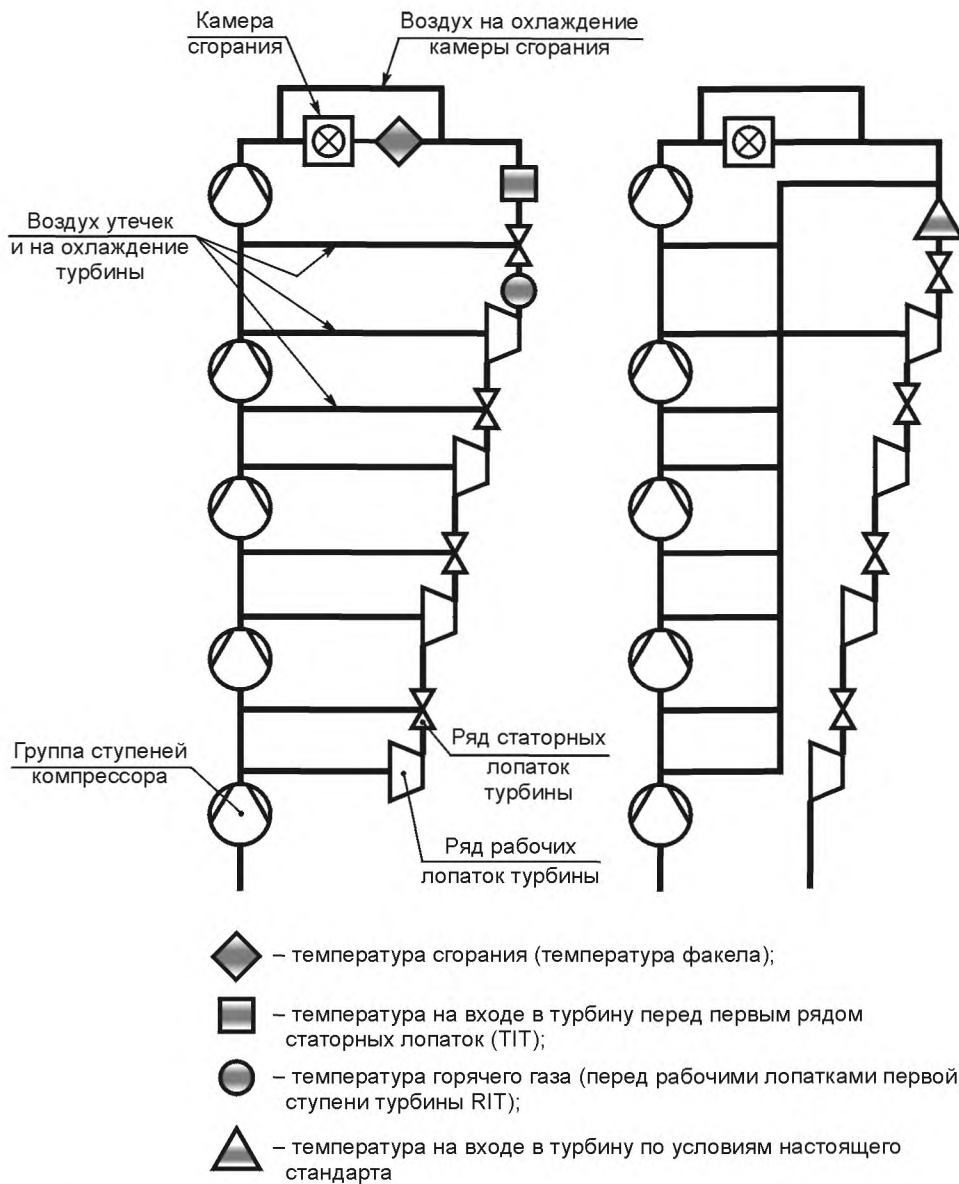 Камера
сгорания
Воздух на охлаждение
камеры сгорания
Воздух утечек
и на охлаждение
турбины
Группа ступеней
компрессора
Ряд статорных
лопаток
турбины
Ряд рабочих
лопаток турбины
– температура сгорания (температура факела);
– температура на входе в турбину перед первым рядом
статорных лопаток (TIT);
– температура горячего газа (перед рабочими лопатками первой
ступени турбины RIT);
– температура на входе в турбину по условиям настоящего
стандарта